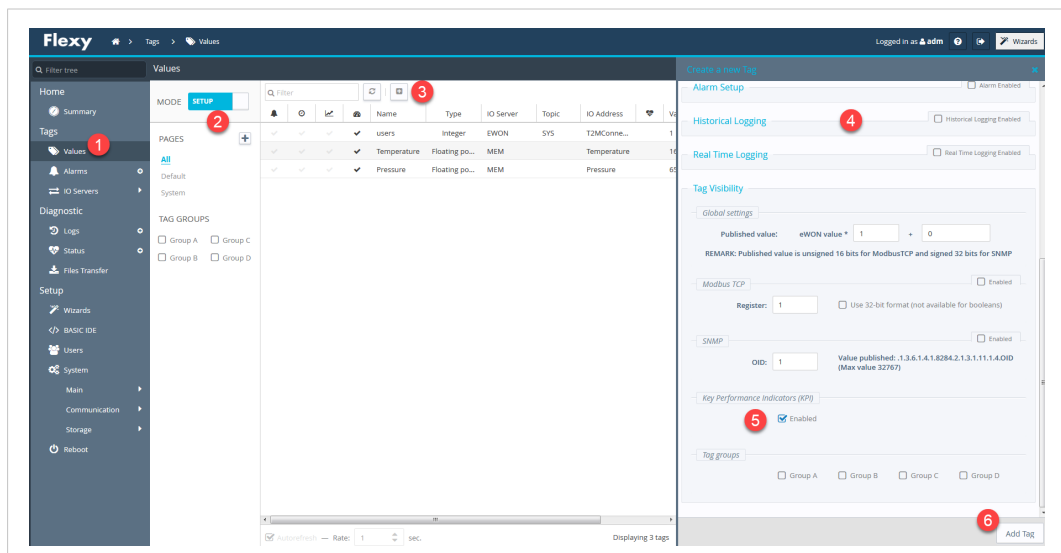 Flexy > Tags > Values Logged in as adm Wizards
Filter tree
Values
Create a new Tag
Home
Summary
Tags
Values
Alarms
IO Servers
Diagnostic
Logs
Status
Files Transfer
Setup
Wizards
BASIC IDE
Users
System
Main
Communication
Storage
Reboot
1
MODE SETUP
2
PAGES
All
Default
System
TAG GROUPS
Group A Group C
Group B Group D
Filter
3
Name Type IO Server Topic IO Address Va
users Integer EWON SYS T2MConne... 1
Temperature Floating po... MEM Temperature 16
Pressure Floating po... MEM Pressure 65
Autorefresh — Rate: 1 sec. Displaying 3 tags
Alarm Setup Alarm Enabled
Historical Logging 4 Historical Logging Enabled
Real Time Logging Real Time Logging Enabled
Tag Visibility
Global settings
Published value: eWON value * 1 + 0
REMARK: Published value is unsigned 16 bits for ModbusTCP and signed 32 bits for SNMP
Modbus TCP Enabled
Register: 1 Use 32-bit format (not available for booleans)
SNMP Enabled
OID: 1 Value published: .1.3.6.1.4.1.8284.2.1.3.1.11.1.4.OID
(Max value 32767)
Key Performance Indicators (KPI)
5 Enabled
Tag groups
Group A Group B Group C Group D
6
Add Tag